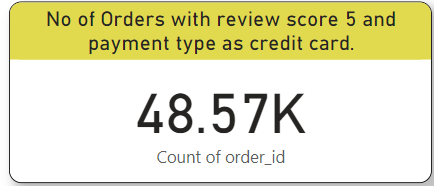 No of Orders with review score 5 and
payment type as credit card.
48.57K
Count of order_id